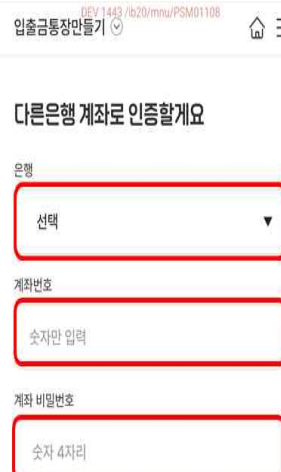 DEV 1443 /ib20/mnu/PSM01108
입출금통장만들기
다른은행 계좌로 인증할게요
은행
선택
계좌번호
숫자만 입력
계좌 비밀번호
숫자 4자리